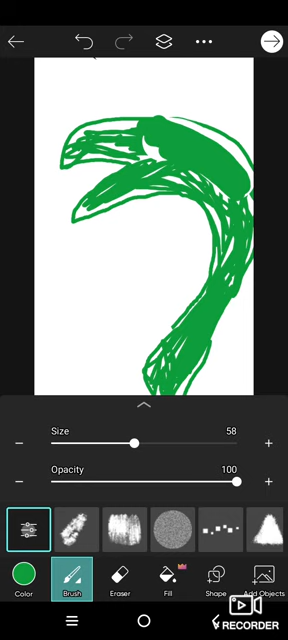 Size 58
Opacity 100
Color Brush Eraser Fill Shape Add Objects
RECORDER